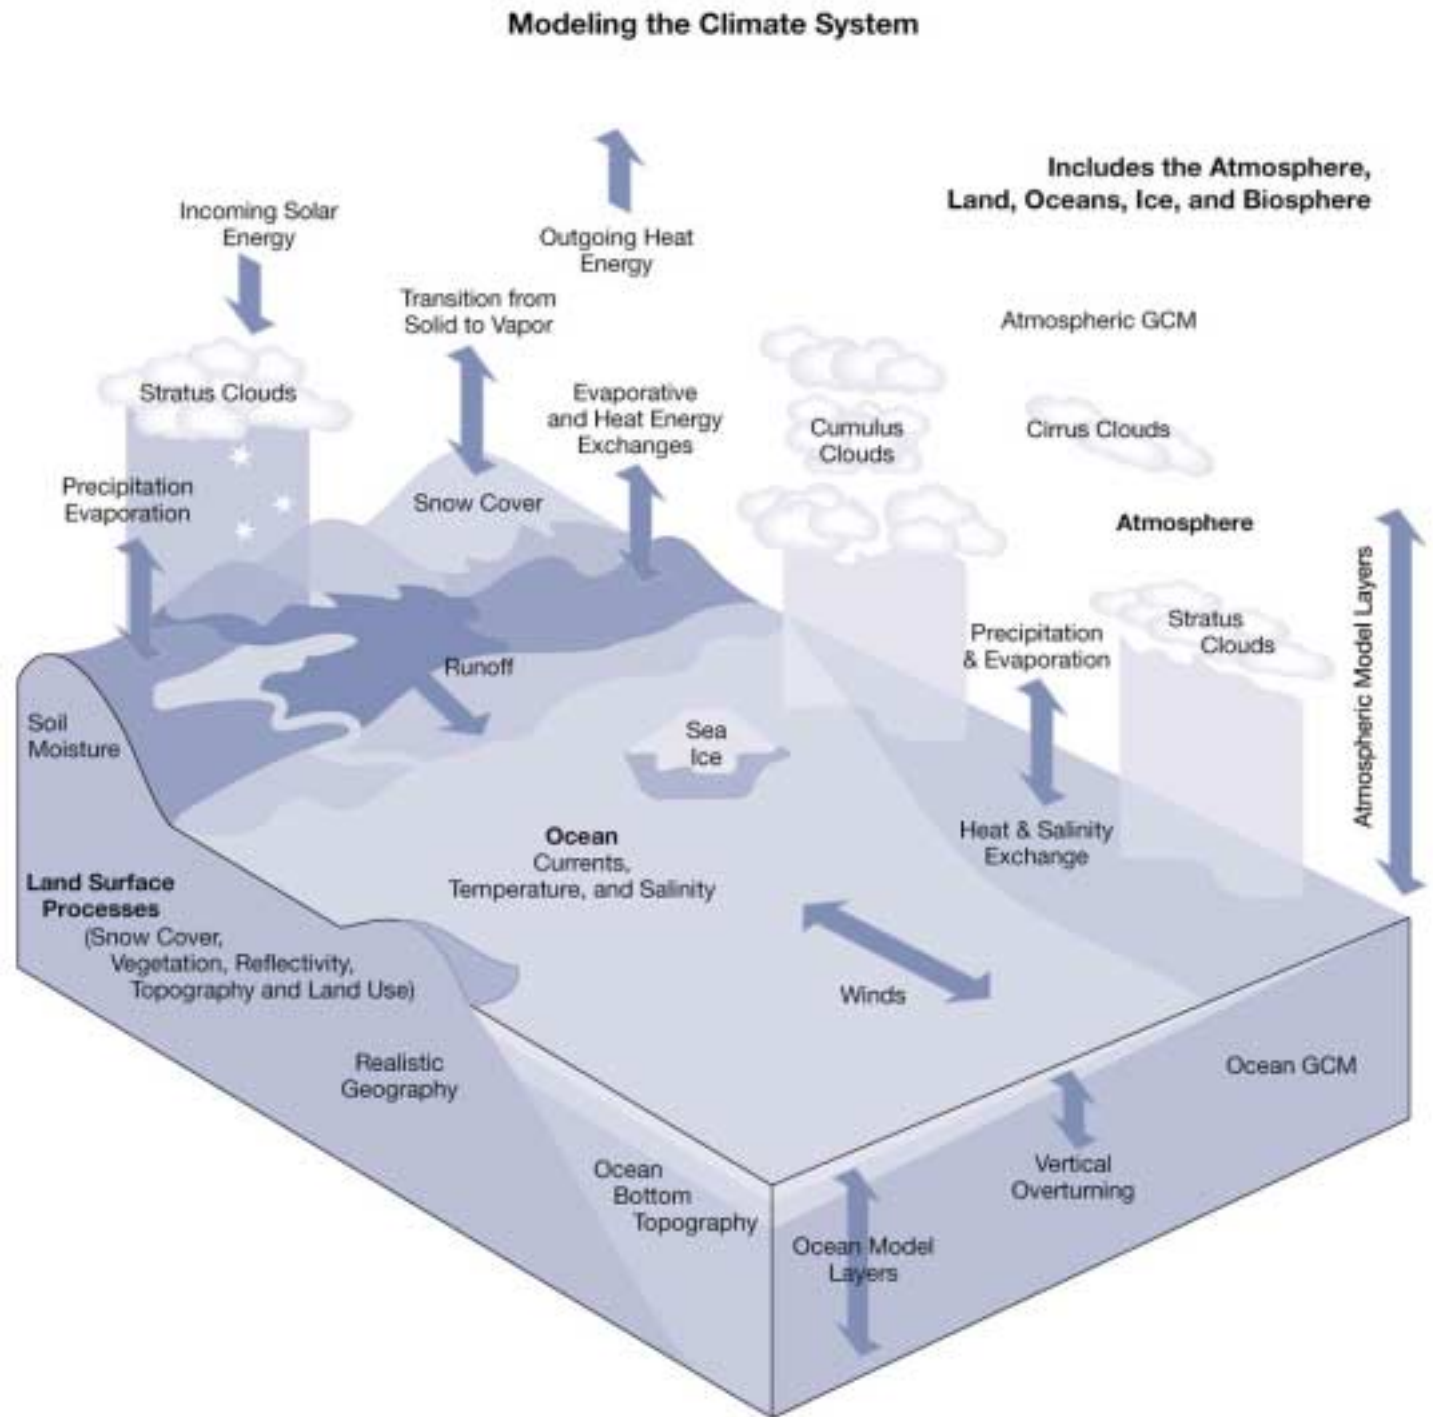 Modeling the Climate System
Includes the Atmosphere,
Land, Oceans, Ice, and Biosphere
Incoming Solar
Energy
Outgoing Heat
Energy
Transition from
Solid to Vapor
Atmospheric GCM
Stratus Clouds
Evaporative
and Heat Energy
Exchanges
Cumulus
Clouds
Cirrus Clouds
Precipitation
Evaporation
Snow Cover
Atmosphere
Atmospheric Model Layers
Stratus
Clouds
Precipitation
& Evaporation
Runoff
Soil
Moisture
Sea
Ice
Heat & Salinity
Exchange
Ocean
Currents,
Temperature, and Salinity
Land Surface
Processes
(Snow Cover,
Vegetation, Reflectivity,
Topography and Land Use)
Winds
Realistic
Geography
Ocean GCM
Ocean
Bottom
Topography
Vertical
Overturning
Ocean Model
Layers